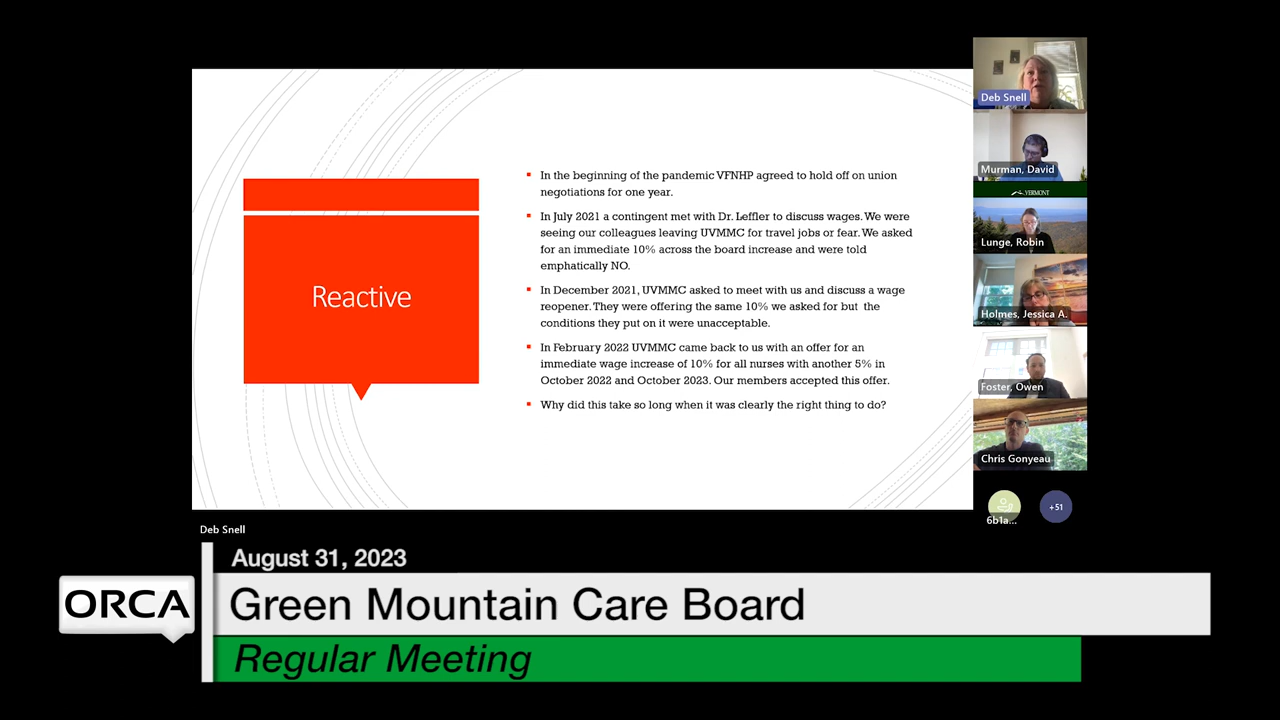 Reactive
▪ In the beginning of the pandemic VFNHP agreed to hold off on union
negotiations for one year.
▪ In July 2021 a contingent met with Dr. Leffler to discuss wages. We were
seeing our colleagues leaving UVMMC for travel jobs or fear. We asked
for an immediate 10% across the board increase and were told
emphatically NO.
▪ In December 2021, UVMMC asked to meet with us and discuss a wage
reopener. They were offering the same 10% we asked for but the
conditions they put on it were unacceptable.
▪ In February 2022 UVMMC came back to us with an offer for an
immediate wage increase of 10% for all nurses with another 5% in
October 2022 and October 2023. Our members accepted this offer.
▪ Why did this take so long when it was clearly the right thing to do?
Deb Snell
Murman, David
VERMONT
Lunge, Robin
Holmes, Jessica A.
Foster, Owen
Chris Gonyeau
6b1a...
+51
Deb Snell
August 31, 2023
ORCA
Green Mountain Care Board
Regular Meeting